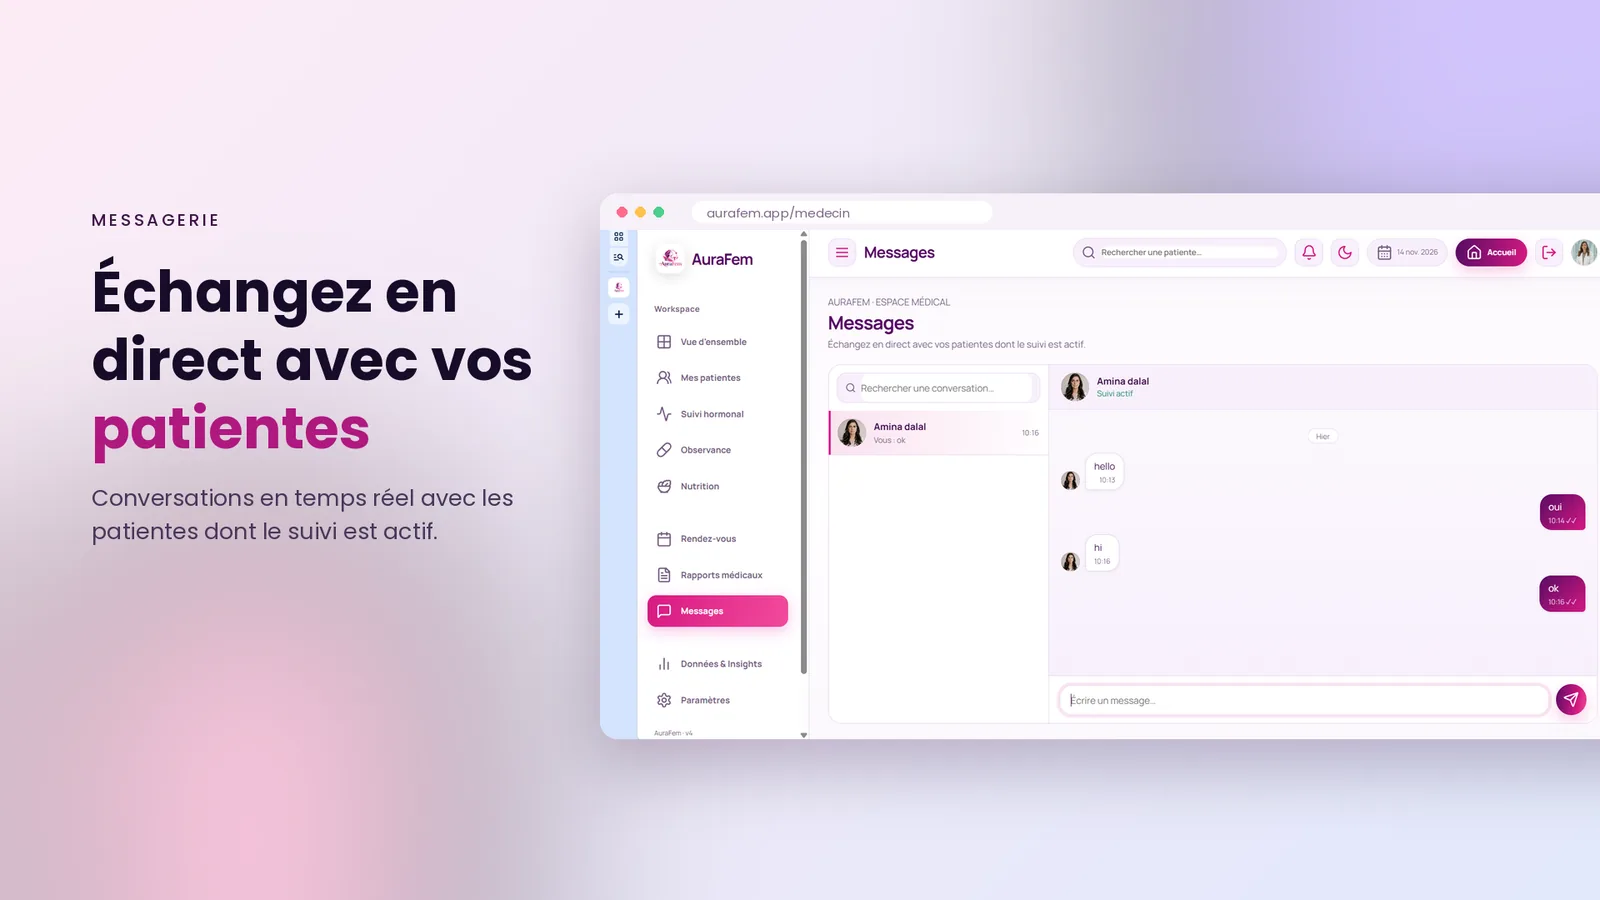 MESSAGERIE
Échangez en
direct avec vos
patientes
Conversations en temps réel avec les
patientes dont le suivi est actif.
aurafem.app/medecin
AuraFem
Workspace
Vue d'ensemble
Mes patientes
Suivi hormonal
Observance
Nutrition
Rendez-vous
Rapports médicaux
Messages
Données & Insights
Paramètres
AuraFem · v4
Messages
Rechercher une patiente...
14 nov 2026
Accueil
AURAFEM · ESPACE MÉDICAL
Messages
Échangez en direct avec vos patientes dont le suivi est actif.
Rechercher une conversation...
Amina dalal
Vous : ok
10:16
Amina dalal
Suivi actif
Hier
hello
10:13
oui
10:14 ✓✓
hi
10:16
ok
10:16 ✓✓
Écrire un message...